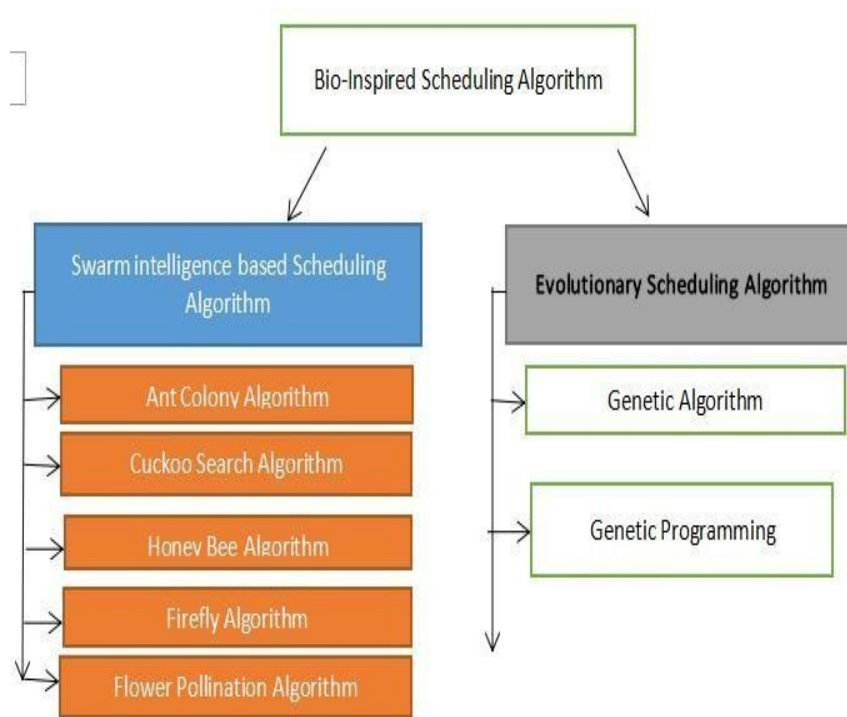 Bio-Inspired Scheduling Algorithm
Swarm intelligence based Scheduling
Algorithm
Ant Colony Algorithm
Cuckoo Search Algorithm
Honey Bee Algorithm
Firefly Algorithm
Flower Pollination Algorithm
Evolutionary Scheduling Algorithm
Genetic Algorithm
Genetic Programming